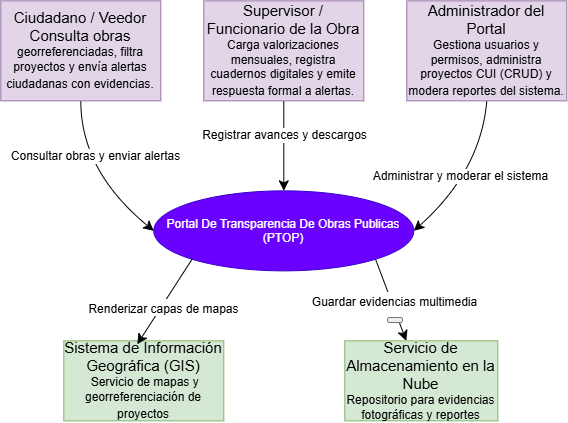 Ciudadano / Veedor
Consulta obras
georreferenciadas, filtra
proyectos y envía alertas
ciudadanas con evidencias.
Supervisor /
Funcionario de la Obra
Carga valorizaciones
mensuales, registra
cuadernos digitales y emite
respuesta formal a alertas.
Administrador del
Portal
Gestiona usuarios y
permisos, administra
proyectos CUI (CRUD) y
modera reportes del sistema.
Consultar obras y enviar alertas
Registrar avances y descargos
Administrar y moderar el sistema
Portal De Transparencia De Obras Publicas
(PTOP)
Renderizar capas de mapas
Guardar evidencias multimedia
Sistema de Información
Geográfica (GIS)
Servicio de mapas y
georreferenciación de
proyectos
Servicio de
Almacenamiento en la
Nube
Repositorio para evidencias
fotográficas y reportes